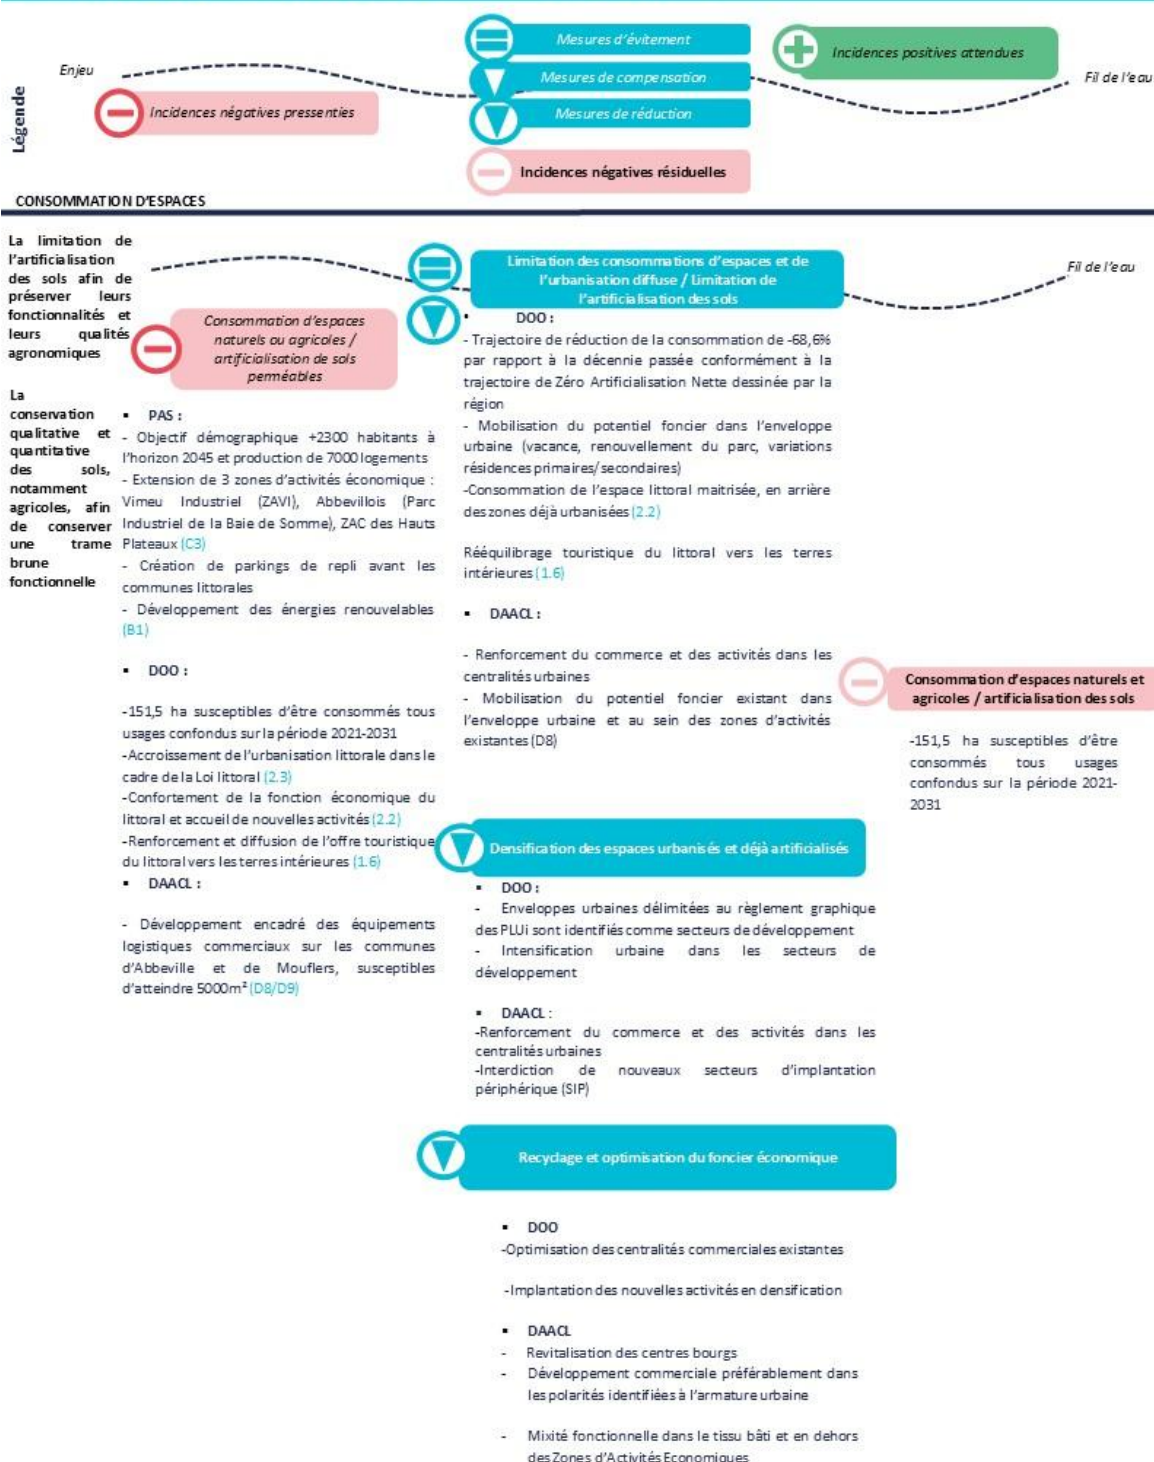 Légende
Enjeu
Incidences négatives pressenties
Mesures d'évitement
Mesures de compensation
Mesures de réduction
Incidences négatives résiduelles
Incidences positives attendues
Fil de l'eau
CONSOMMATION D'ESPACES
La limitation de
l'artificialisation
des sols afin de
préserver leurs
fonctionnalités et
leurs qualités
agronomiques
La
conservation
qualitative et
quantitative
des sols,
notamment
agricoles, afin
de conserver
une trame
brune
fonctionnelle
Consommation d'espaces
naturels ou agricoles /
artificialisation de sols
perméables
▪ PAS :
- Objectif démographique +2300 habitants à
l'horizon 2045 et production de 7000 logements
- Extension de 3 zones d'activités économique :
Vimeu Industriel (ZAVI), Abbevillois (Parc
Industriel de la Baie de Somme), ZAC des Hauts
Plateaux (C3)
- Création de parkings de repli avant les
communes littorales
- Développement des énergies renouvelables
(B1)
▪ DOO :
-151,5 ha susceptibles d'être consommés tous
usages confondus sur la période 2021-2031
-Accroissement de l'urbanisation littorale dans le
cadre de la Loi littoral (2.3)
-Confortement de la fonction économique du
littoral et accueil de nouvelles activités (2.2)
-Renforcement et diffusion de l'offre touristique
du littoral vers les terres intérieures (1.6)
▪ DAACL :
- Développement encadré des équipements
logistiques commerciaux sur les communes
d'Abbeville et de Mouflers, susceptibles
d'atteindre 5000m² (D8/D9)
Limitation des consommations d'espaces et de
l'urbanisation diffuse / Limitation de
l'artificialisation des sols
▪ DOO :
- Trajectoire de réduction de la consommation de -68,6%
par rapport à la décennie passée conformément à la
trajectoire de Zéro Artificialisation Nette dessinée par la
région
- Mobilisation du potentiel foncier dans l'enveloppe
urbaine (vacance, renouvellement du parc, variations
résidences primaires/secondaires)
-Consommation de l'espace littoral maitrisée, en arrière
des zones déjà urbanisées (2.2)
Rééquilibrage touristique du littoral vers les terres
intérieures (1.6)
▪ DAACL :
- Renforcement du commerce et des activités dans les
centralités urbaines
- Mobilisation du potentiel foncier existant dans
l'enveloppe urbaine et au sein des zones d'activités
existantes (D8)
Densification des espaces urbanisés et déjà artificialisés
▪ DOO :
- Enveloppes urbaines délimitées au règlement graphique
des PLUi sont identifiés comme secteurs de développement
- Intensification urbaine dans les secteurs de
développement
▪ DAACL :
-Renforcement du commerce et des activités dans les
centralités urbaines
-Interdiction de nouveaux secteurs d'implantation
périphérique (SIP)
Recyclage et optimisation du foncier économique
▪ DOO
-Optimisation des centralités commerciales existantes
-Implantation des nouvelles activités en densification
▪ DAACL
- Revitalisation des centres bourgs
- Développement commerciale préférablement dans
les polarités identifiées à l'armature urbaine
- Mixité fonctionnelle dans le tissu bâti et en dehors
des Zones d'Activités Economiques
Fil de l'eau
Consommation d'espaces naturels et
agricoles / artificialisation des sols
-151,5 ha susceptibles d'être
consommés tous usages
confondus sur la période 2021-
2031